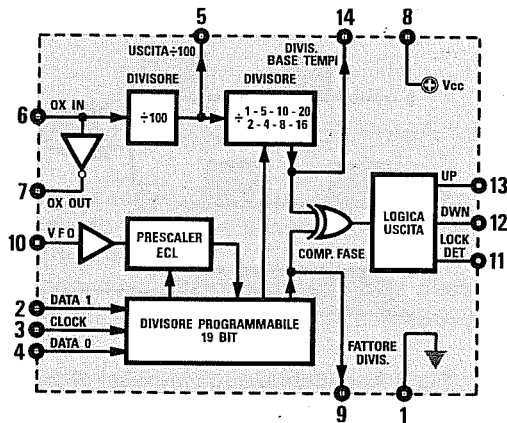 5
14
8
USCITA÷100
DIVIS.
BASE TEMPI
Vcc
DIVISORE
DIVISORE
6
OX IN
÷100
÷ 1 - 5 - 10 - 20
2 - 4 - 8 - 16
7
OX OUT
UP
13
LOGICA
USCITA
DWN
12
LOCK
DET
11
COMP. FASE
10
VFO
PRESCALER
ECL
2
DATA 1
3
CLOCK
4
DATA 0
DIVISORE PROGRAMMABILE
19 BIT
FATTORE
DIVIS.
9
1